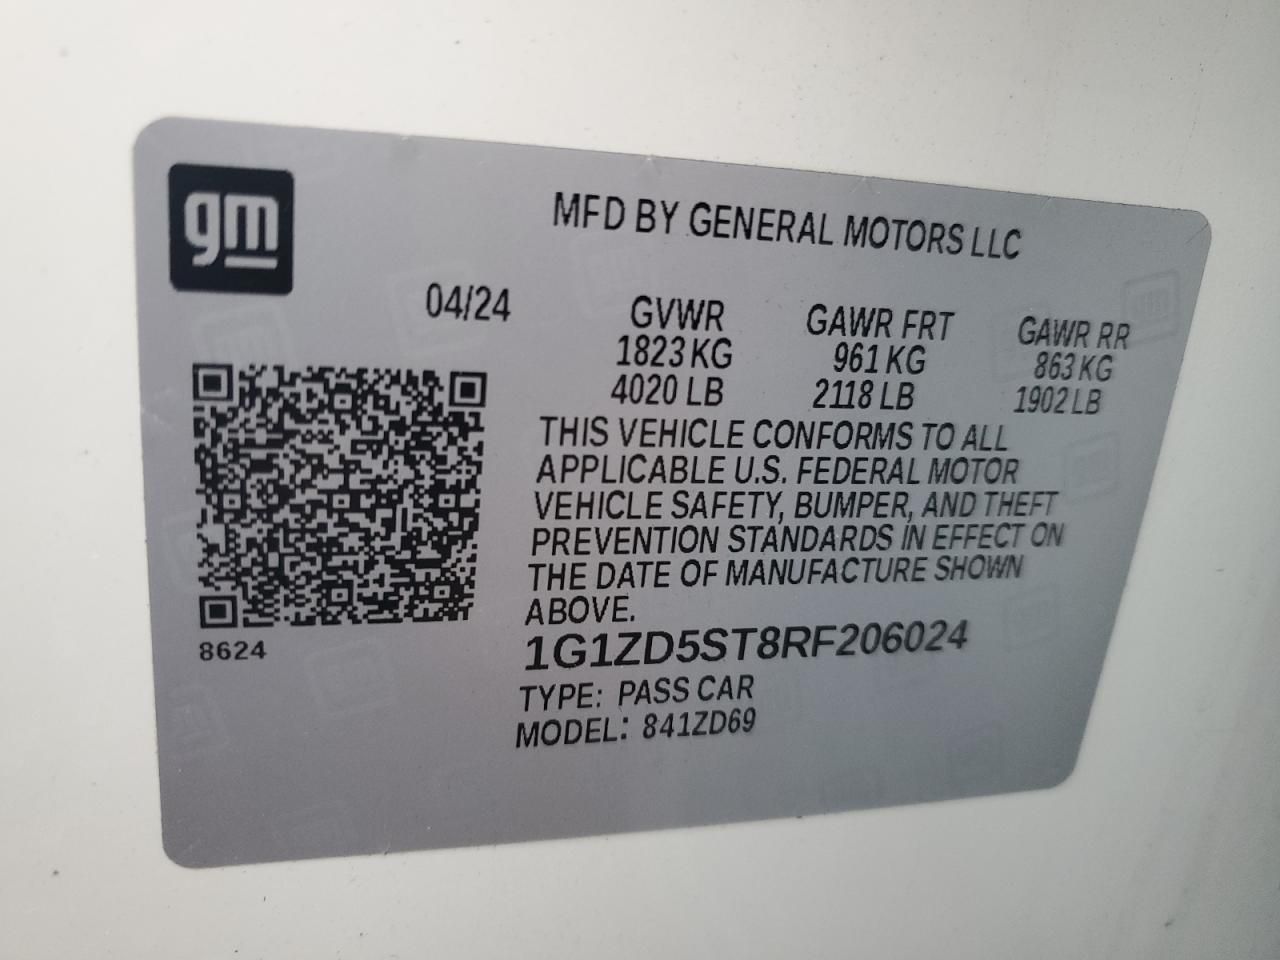 gm
MFD BY GENERAL MOTORS LLC
04/24 GVWR GAWR FRT GAWR RR
1823 KG 961 KG 863 KG
4020 LB 2118 LB 1902 LB
THIS VEHICLE CONFORMS TO ALL
APPLICABLE U.S. FEDERAL MOTOR
VEHICLE SAFETY, BUMPER, AND THEFT
PREVENTION STANDARDS IN EFFECT ON
THE DATE OF MANUFACTURE SHOWN
ABOVE.
8624
1G1ZD5ST8RF206024
TYPE: PASS CAR
MODEL: 841ZD69